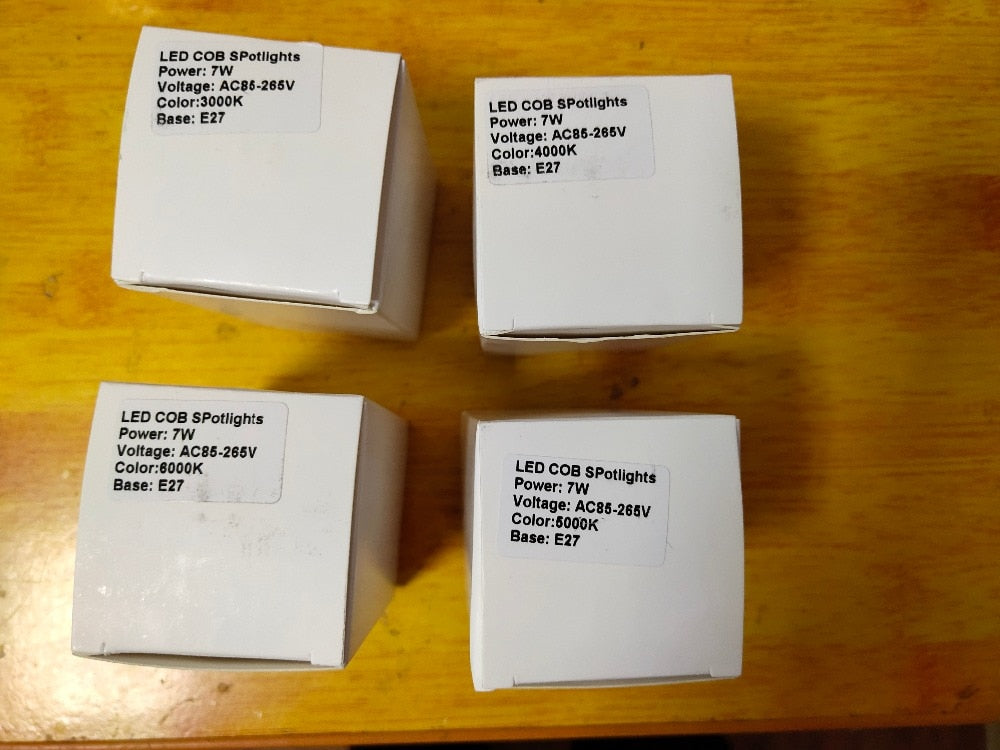 LED COB SPotlights
Power: 7W
Voltage: AC85-265V
Color:3000K
Base: E27
LED COB SPotlights
Power: 7W
Voltage: AC85-265V
Color:4000K
Base: E27
LED COB SPotlights
Power: 7W
Voltage: AC85-265V
Color:6000K
Base: E27
LED COB SPotlights
Power: 7W
Voltage: AC85-265V
Color:5000K
Base: E27